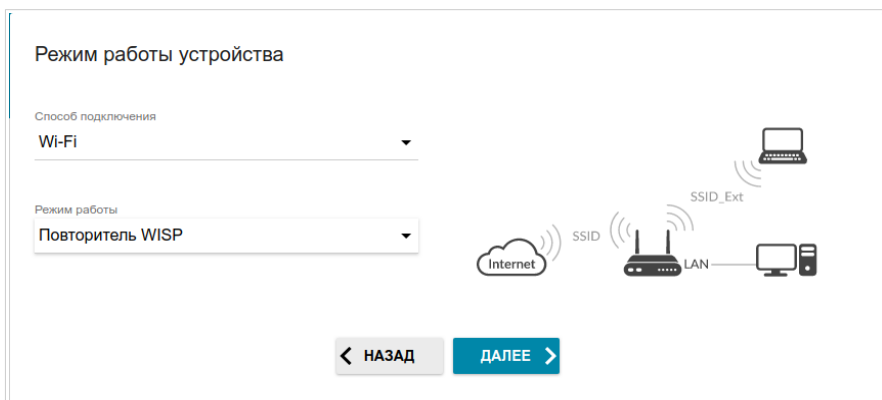 Режим работы устройства
Способ подключения
Wi-Fi
Режим работы
Повторитель WISP
SSID_Ext
SSID
Internet
LAN
НАЗАД
ДАЛЕЕ